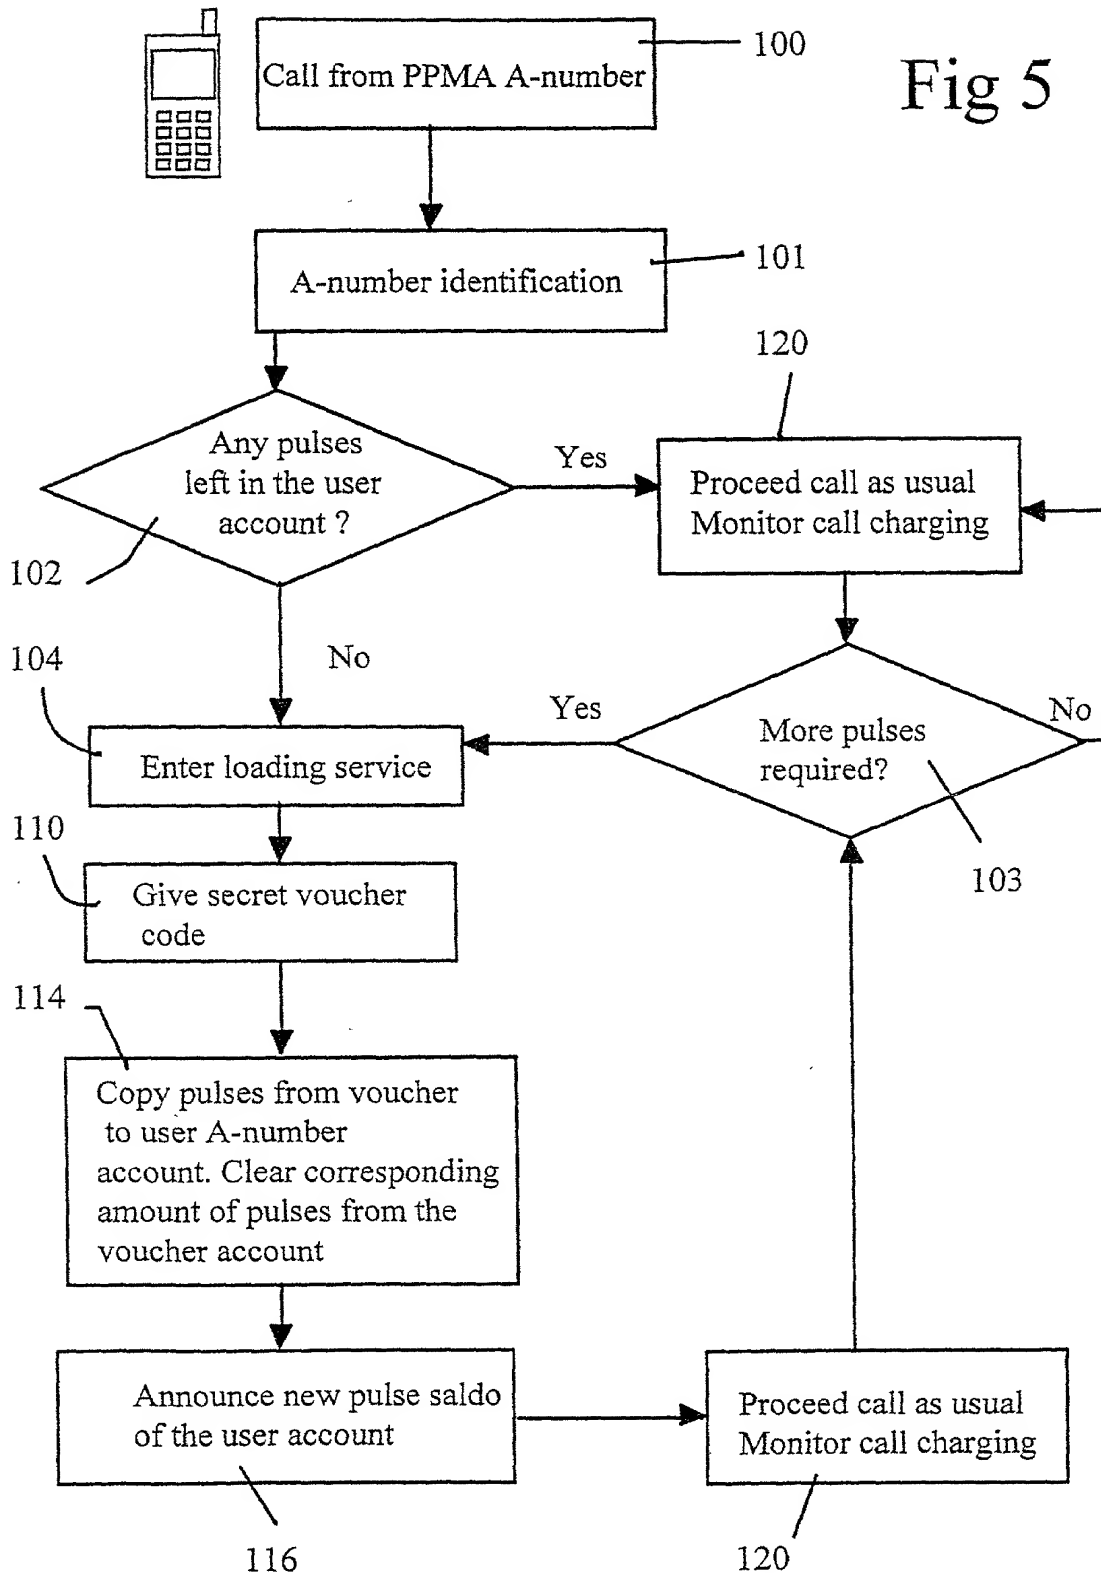 Fig 5
100
Call from PPMA A-number
101
A-number identification
120
Any pulses
left in the user
account ?
Yes
Proceed call as usual
Monitor call charging
102
No
104
Yes
No
More pulses
required?
Enter loading service
103
110
Give secret voucher
code
114
Copy pulses from voucher
to user A-number
account. Clear corresponding
amount of pulses from the
voucher account
Announce new pulse saldo
of the user account
Proceed call as usual
Monitor call charging
116
120